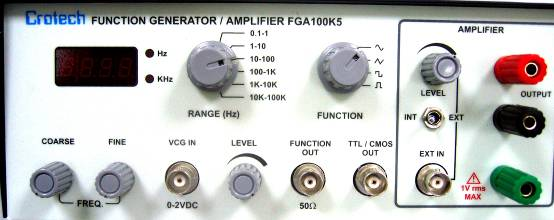 Crotech FUNCTION GENERATOR / AMPLIFIER FGA100K5
AMPLIFIER
Hz
KHz
0.1-1
1-10
10-100
100-1K
1K-10K
10K-100K
RANGE (Hz)
FUNCTION
LEVEL
OUTPUT
INT EXT
COARSE FINE
FREQ.
VCG IN
0-2VDC
LEVEL
FUNCTION
OUT
50Ω
TTL / CMOS
OUT
EXT IN
1V rms
MAX